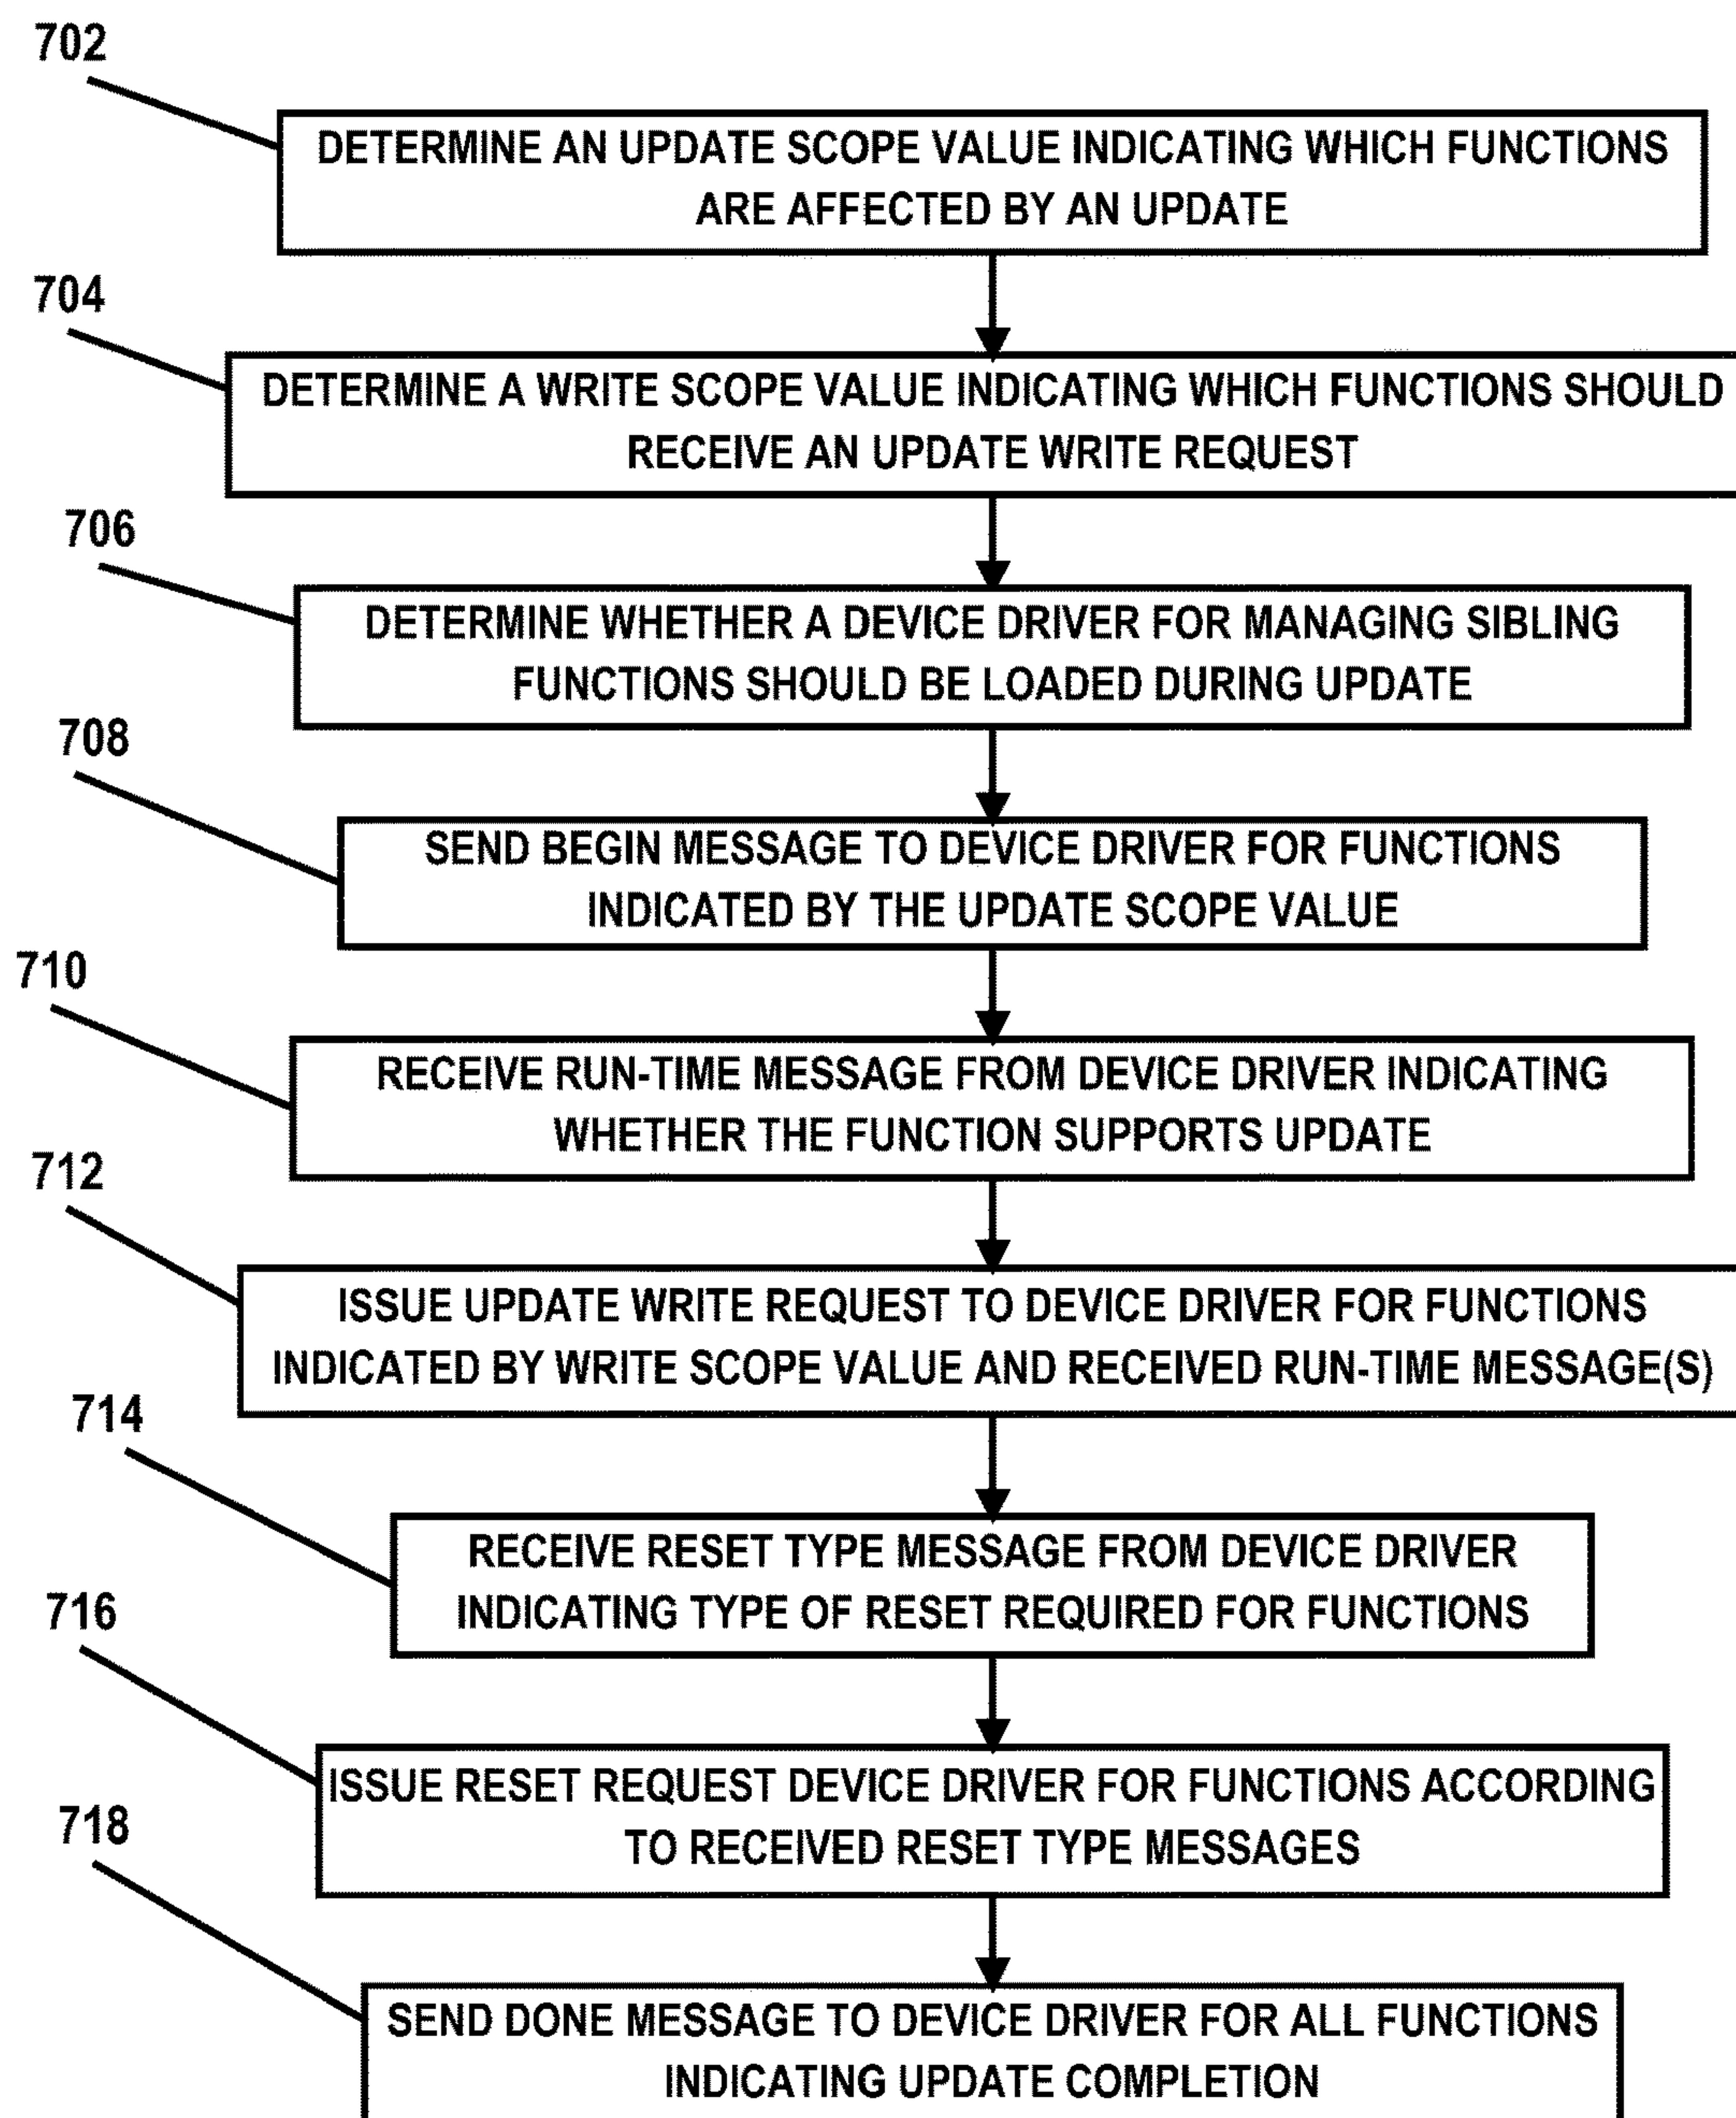 702
DETERMINE AN UPDATE SCOPE VALUE INDICATING WHICH FUNCTIONS
ARE AFFECTED BY AN UPDATE
704
DETERMINE A WRITE SCOPE VALUE INDICATING WHICH FUNCTIONS SHOULD
RECEIVE AN UPDATE WRITE REQUEST
706
DETERMINE WHETHER A DEVICE DRIVER FOR MANAGING SIBLING
FUNCTIONS SHOULD BE LOADED DURING UPDATE
708
SEND BEGIN MESSAGE TO DEVICE DRIVER FOR FUNCTIONS
INDICATED BY THE UPDATE SCOPE VALUE
710
RECEIVE RUN-TIME MESSAGE FROM DEVICE DRIVER INDICATING
WHETHER THE FUNCTION SUPPORTS UPDATE
712
ISSUE UPDATE WRITE REQUEST TO DEVICE DRIVER FOR FUNCTIONS
INDICATED BY WRITE SCOPE VALUE AND RECEIVED RUN-TIME MESSAGE(S)
714
RECEIVE RESET TYPE MESSAGE FROM DEVICE DRIVER
INDICATING TYPE OF RESET REQUIRED FOR FUNCTIONS
716
ISSUE RESET REQUEST DEVICE DRIVER FOR FUNCTIONS ACCORDING
TO RECEIVED RESET TYPE MESSAGES
718
SEND DONE MESSAGE TO DEVICE DRIVER FOR ALL FUNCTIONS
INDICATING UPDATE COMPLETION